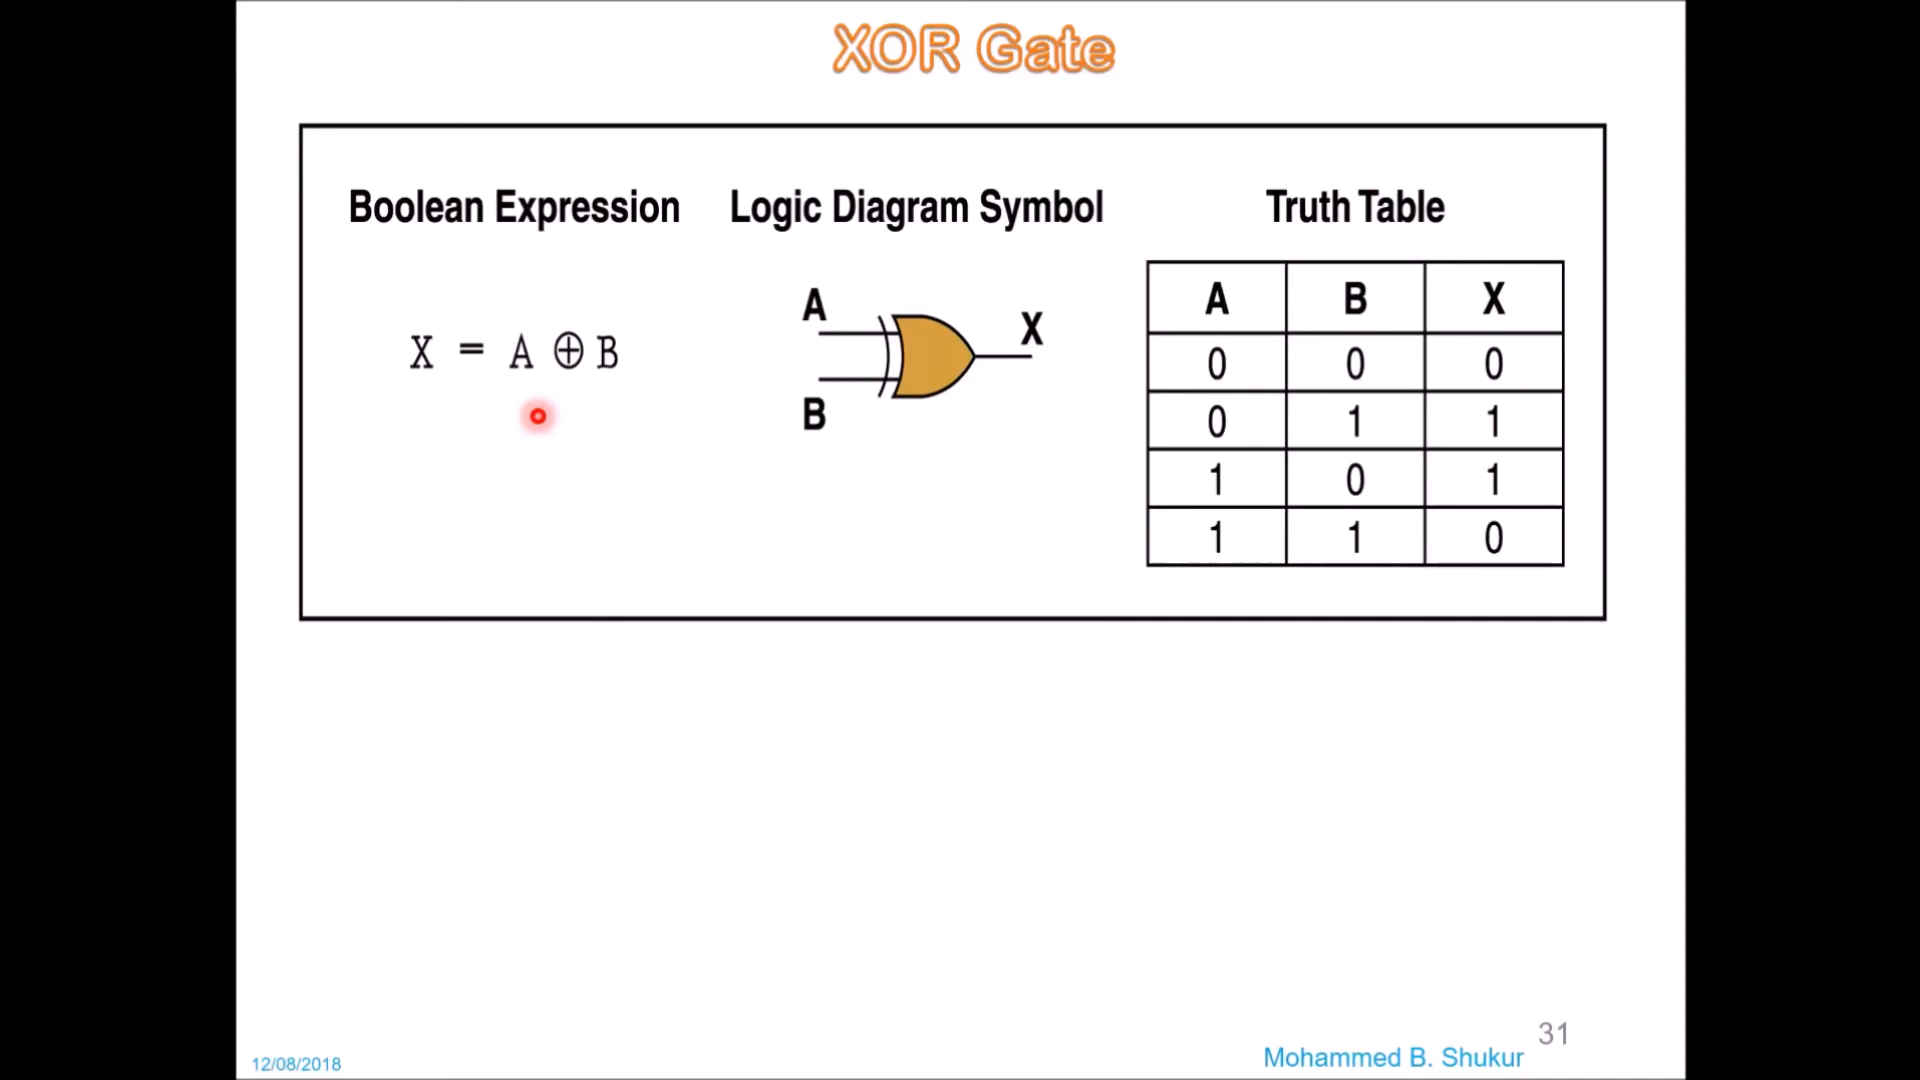 XOR Gate
Boolean Expression
Logic Diagram Symbol
Truth Table
X = A ⊕ B
A
B
X
A B X
0 0 0
0 1 1
1 0 1
1 1 0
31
Mohammed B. Shukur
12/08/2018